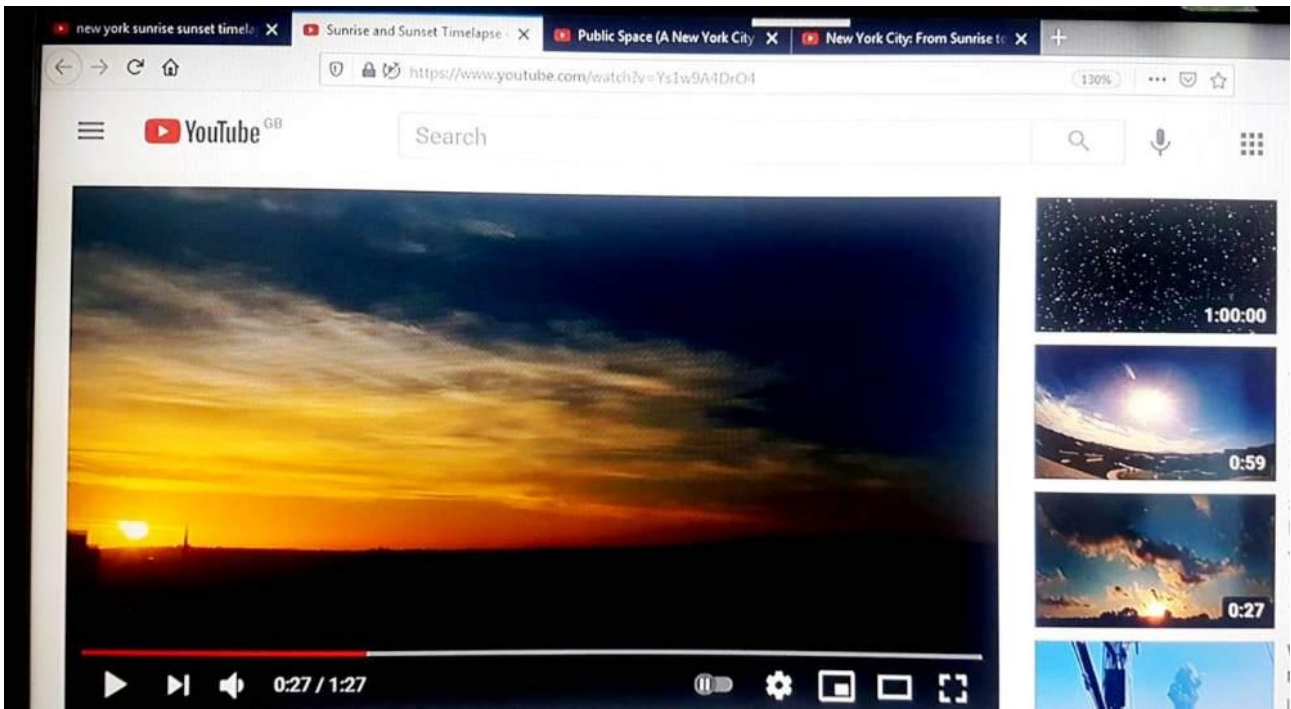 new york sunrise sunset timela
Sunrise and Sunset Timelapse -
Public Space (A New York City
New York City: From Sunrise to
https://www.youtube.com/watch?v=Ys1w9A4DrO4
130%
YouTube GB
Search
1:00:00
0:59
0:27
0:27 / 1:27